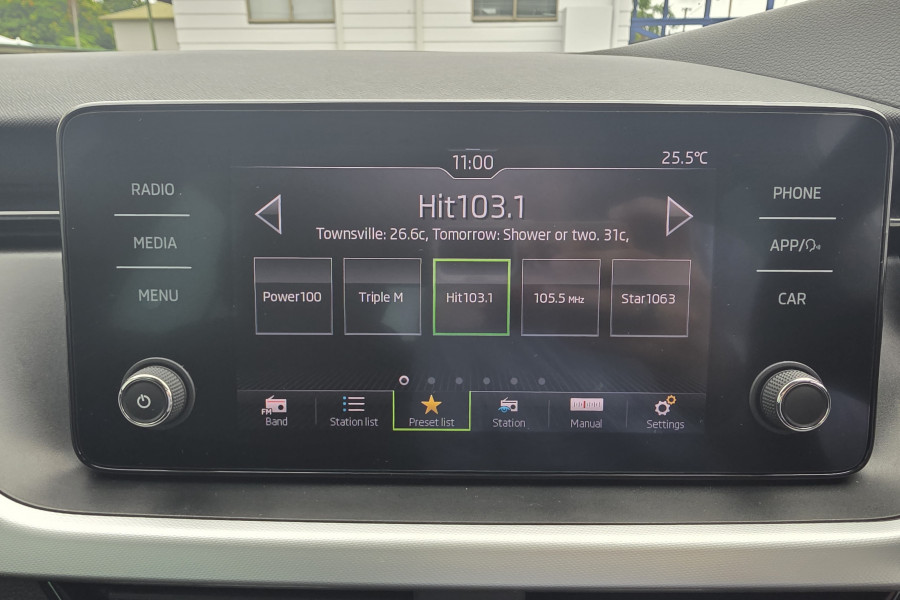 11:00
25.5°C
RADIO
MEDIA
MENU
Hit103.1
Townsville: 26.6c, Tomorrow: Shower or two. 31c,
Power100
Triple M
Hit103.1
105.5 MHz
Star1063
PHONE
APP/
CAR
FM
Band
Station list
Preset list
Station
Manual
Settings